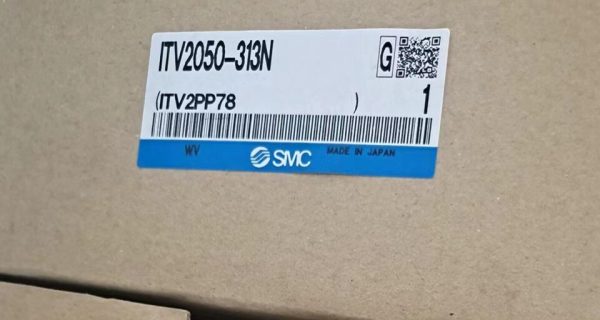 ITV2050-313N
G
(ITV2PP78 )
1
WV SMC MADE IN JAPAN